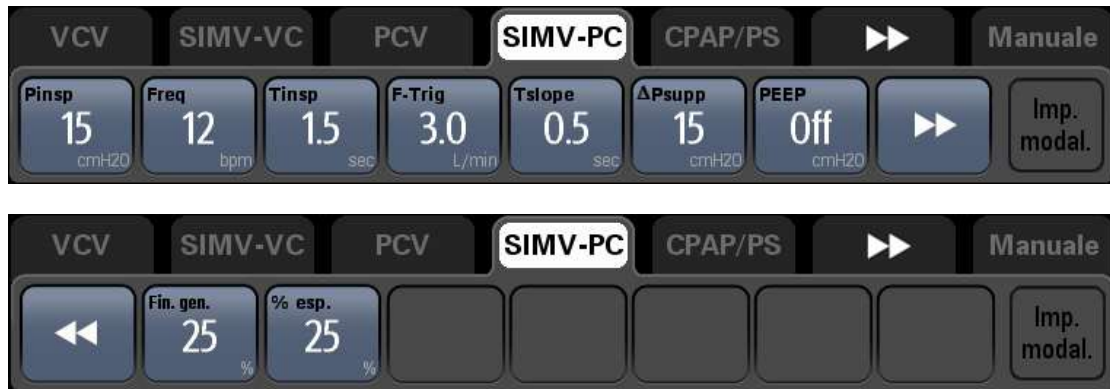 VCV SIMV-VC PCV SIMV-PC CPAP/PS Manuale
Pinsp Freq Tinsp F-Trig Tslope ΔPsupp PEEP
15 12 1.5 3.0 0.5 15 Off Imp. modal.
cmH2O bpm sec L/min sec cmH2O cmH2O
VCV SIMV-VC PCV SIMV-PC CPAP/PS Manuale
Fin. gen. % esp.
25 25 Imp. modal.
% %